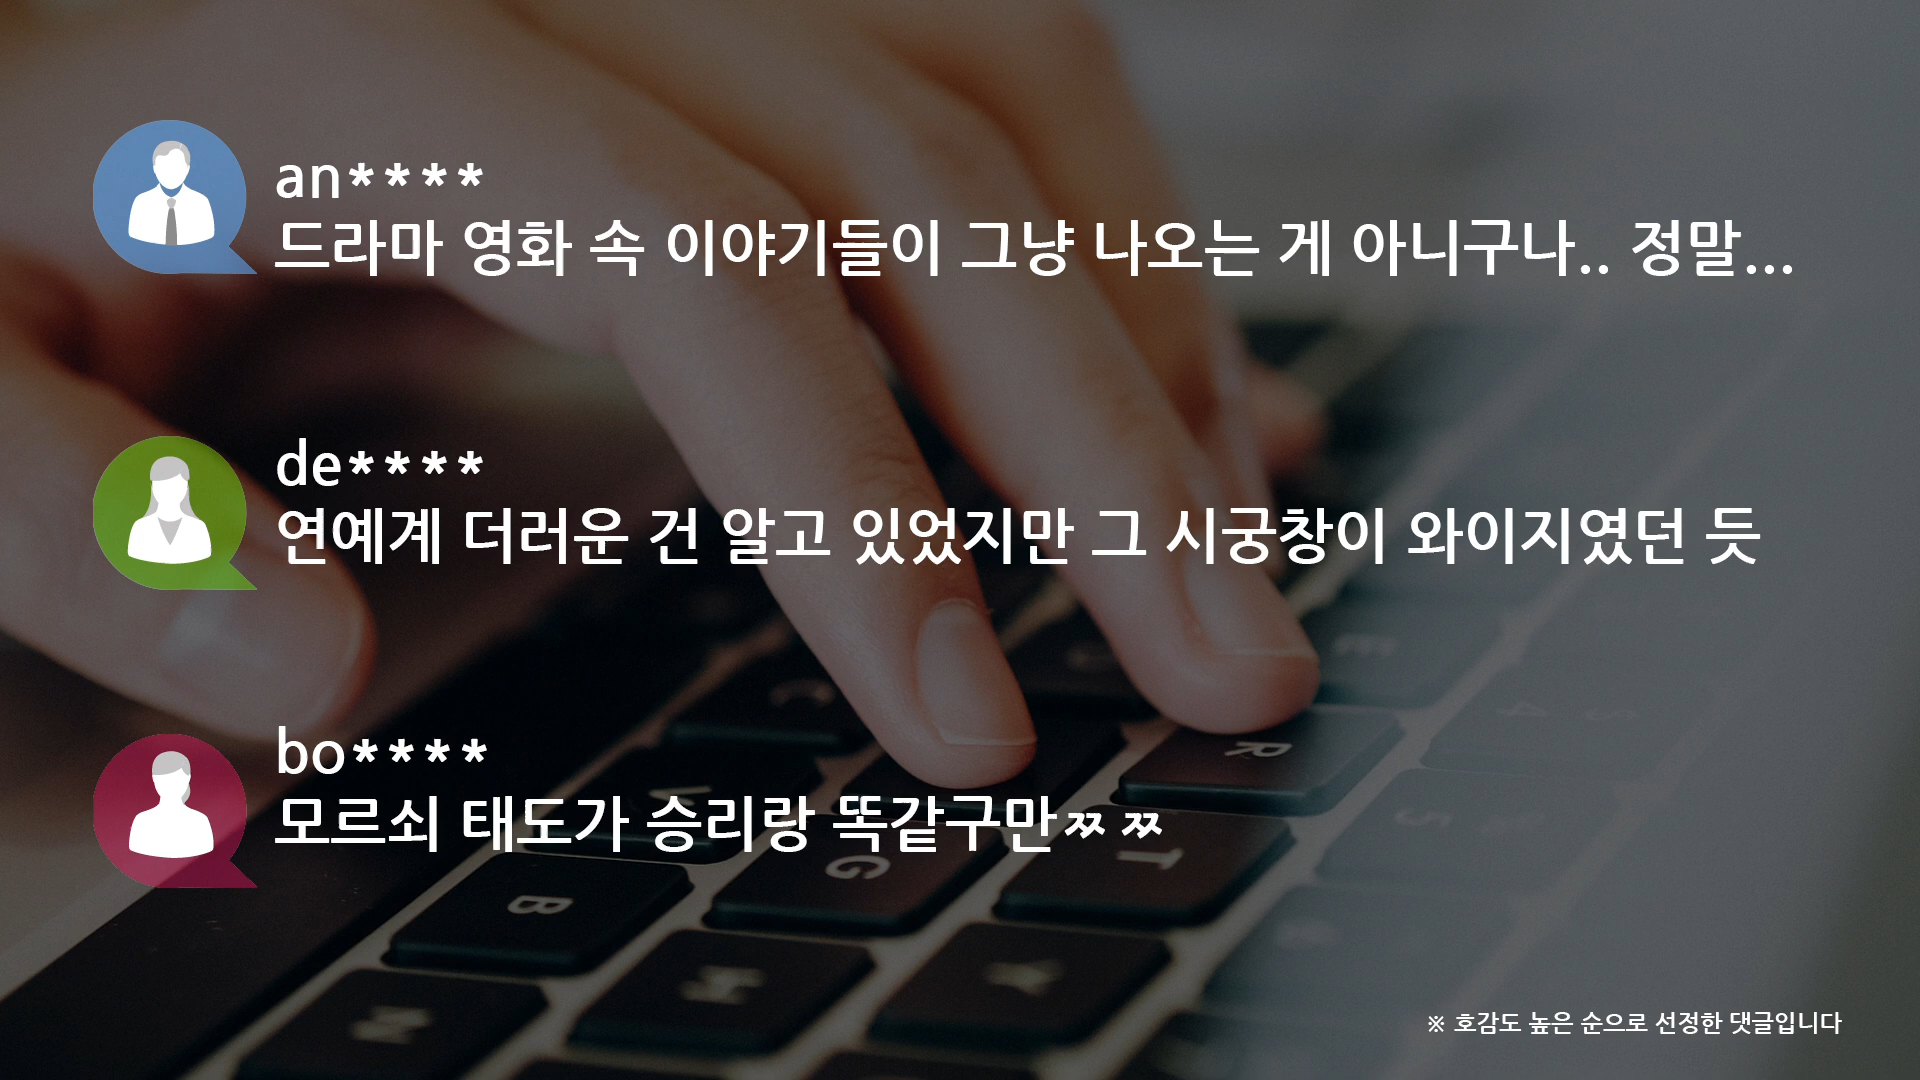 an****
드라마 영화 속 이야기들이 그냥 나오는 게 아니구나.. 정말...
de****
연예계 더러운 건 알고 있었지만 그 시궁창이 와이지였던 듯
bo****
모르쇠 태도가 승리랑 똑같구만ㅉㅉ
R
C
V
T
G
B
H
Y
N
※ 호감도 높은 순으로 선정한 댓글입니다